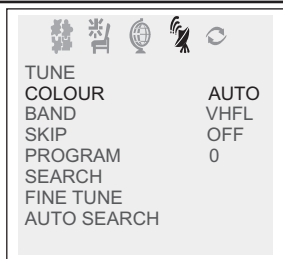 TUNE
COLOUR AUTO
BAND VHFL
SKIP OFF
PROGRAM 0
SEARCH
FINE TUNE
AUTO SEARCH